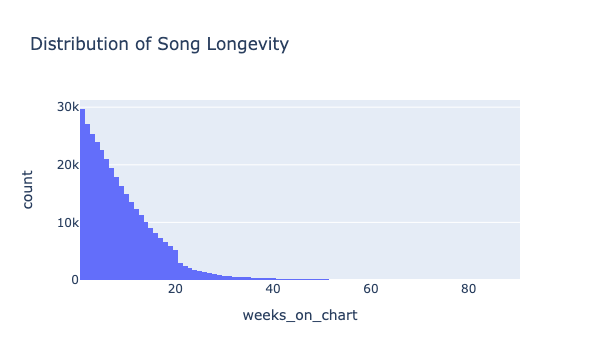 Distribution of Song Longevity
30k
20k
10k
0
20
40
60
80
count
weeks_on_chart